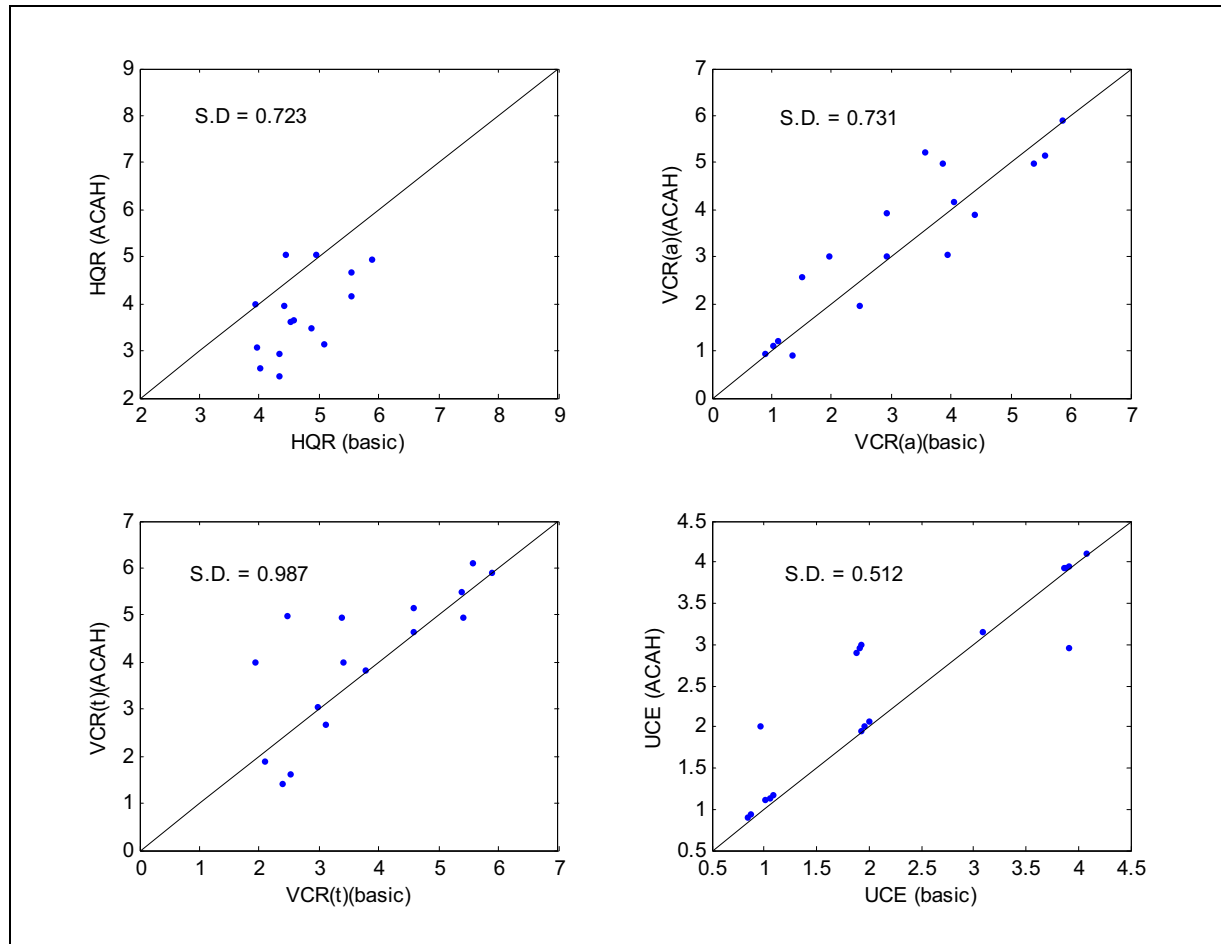 S.D = 0.723
HQR (ACAH)
9
8
7
6
5
4
3
2
2 3 4 5 6 7 8 9
HQR (basic)
S.D. = 0.731
VCR(a)(ACAH)
7
6
5
4
3
2
1
0
0 1 2 3 4 5 6 7
VCR(a)(basic)
S.D. = 0.987
VCR(t)(ACAH)
7
6
5
4
3
2
1
0
0 1 2 3 4 5 6 7
VCR(t)(basic)
S.D. = 0.512
UCE (ACAH)
4.5
4
3.5
3
2.5
2
1.5
1
0.5
0.5 1 1.5 2 2.5 3 3.5 4 4.5
UCE (basic)